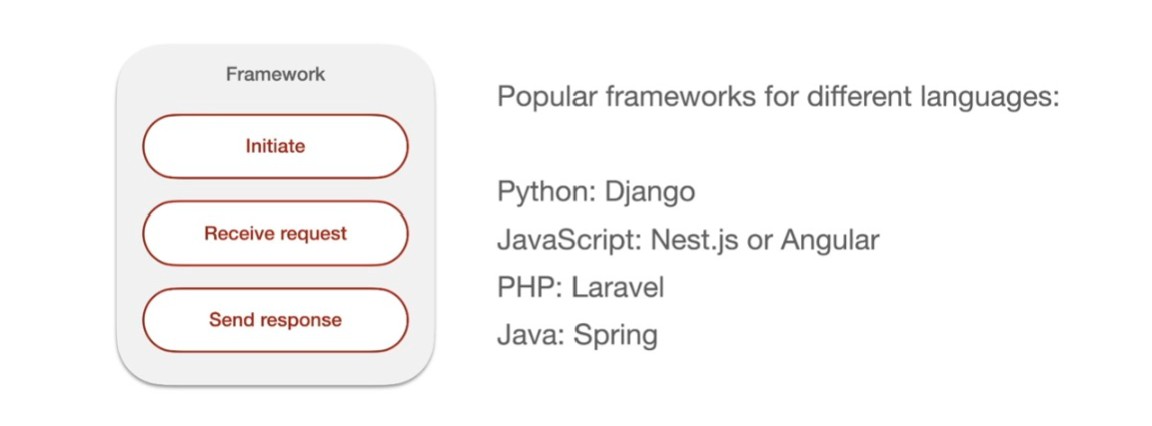 Framework
Initiate
Receive request
Send response
Popular frameworks for different languages:
Python: Django
JavaScript: Nest.js or Angular
PHP: Laravel
Java: Spring